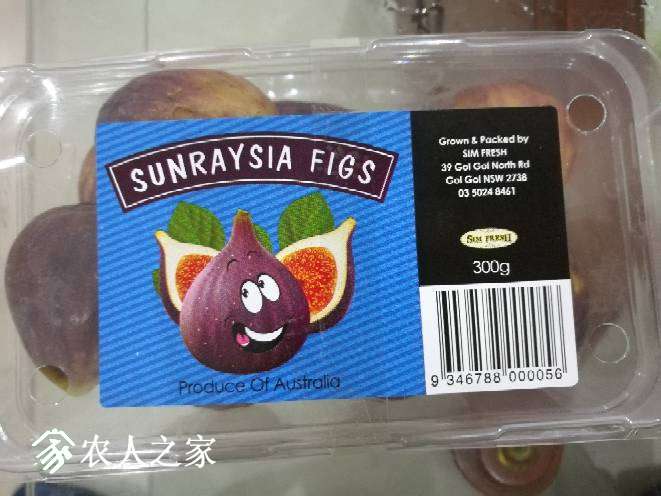 SUNRAYSIA FIGS
Produce Of Australia
Grown & Packed by
SIM FRESH
39 Gol Gol North Rd
Gol Gol NSW 2738
03 5024 8461
SIM FRESH
300g
9 346788 000056
农人之家